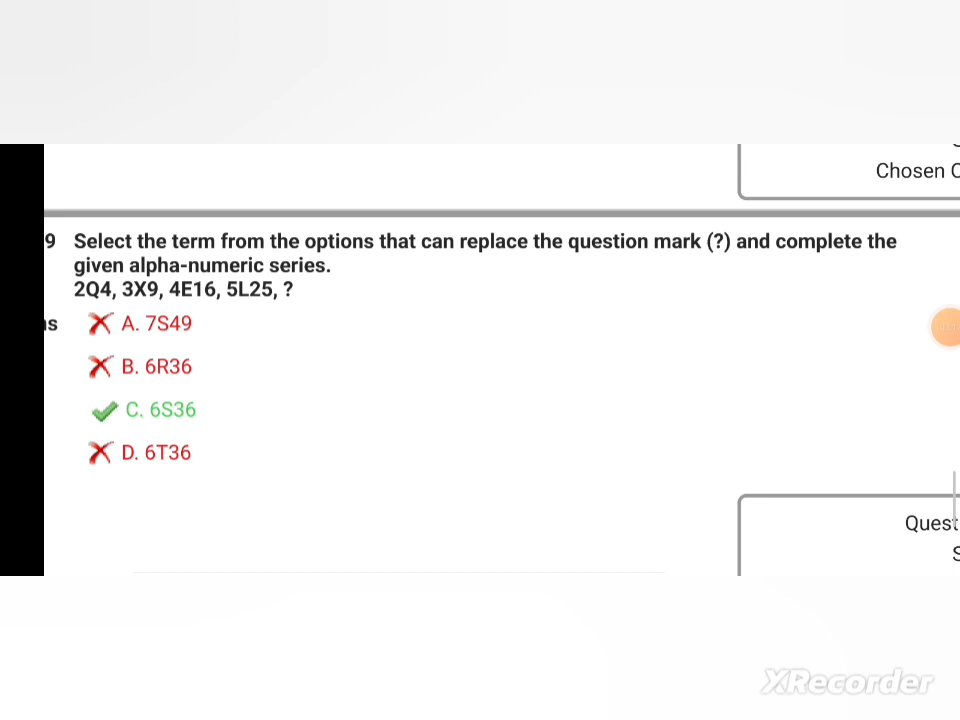 Chosen
9 Select the term from the options that can replace the question mark (?) and complete the
given alpha-numeric series.
2Q4, 3X9, 4E16, 5L25, ?
A. 7S49
B. 6R36
C. 6S36
D. 6T36
XRecorder